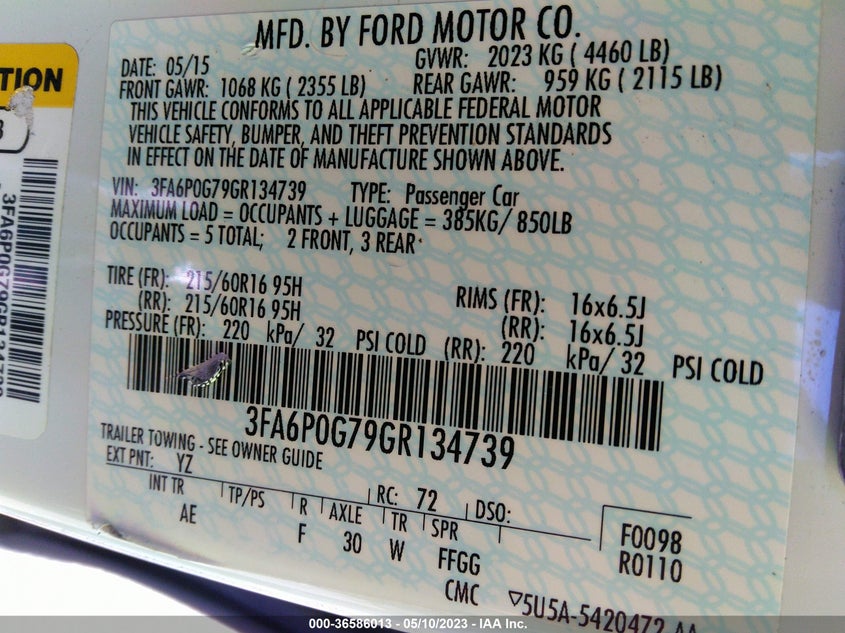 MFD. BY FORD MOTOR CO.
DATE: 05/15 GVWR: 2023 KG ( 4460 LB)
FRONT GAWR: 1068 KG ( 2355 LB) REAR GAWR: 959 KG ( 2115 LB)
THIS VEHICLE CONFORMS TO ALL APPLICABLE FEDERAL MOTOR
VEHICLE SAFETY, BUMPER, AND THEFT PREVENTION STANDARDS
IN EFFECT ON THE DATE OF MANUFACTURE SHOWN ABOVE.
VIN: 3FA6P0G79GR134739 TYPE: Passenger Car
MAXIMUM LOAD = OCCUPANTS + LUGGAGE = 385KG/ 850LB
OCCUPANTS = 5 TOTAL; 2 FRONT, 3 REAR
TIRE (FR): 215/60R16 95H RIMS (FR): 16x6.5J
(RR): 215/60R16 95H (RR): 16x6.5J
PRESSURE (FR): 220 kPa/ 32 PSI COLD (RR): 220 kPa/ 32 PSI COLD
3FA6P0G79GR134739
TRAILER TOWING - SEE OWNER GUIDE
EXT PNT: YZ RC: 72 DSO:
INT TR TP/PS R AXLE TR SPR F0098
AE F 30 W FFGG R0110
CMC 5U5A-5420472
TION
3FA6P0G79GR134739
000-36586013 - 05/10/2023 - IAA Inc.